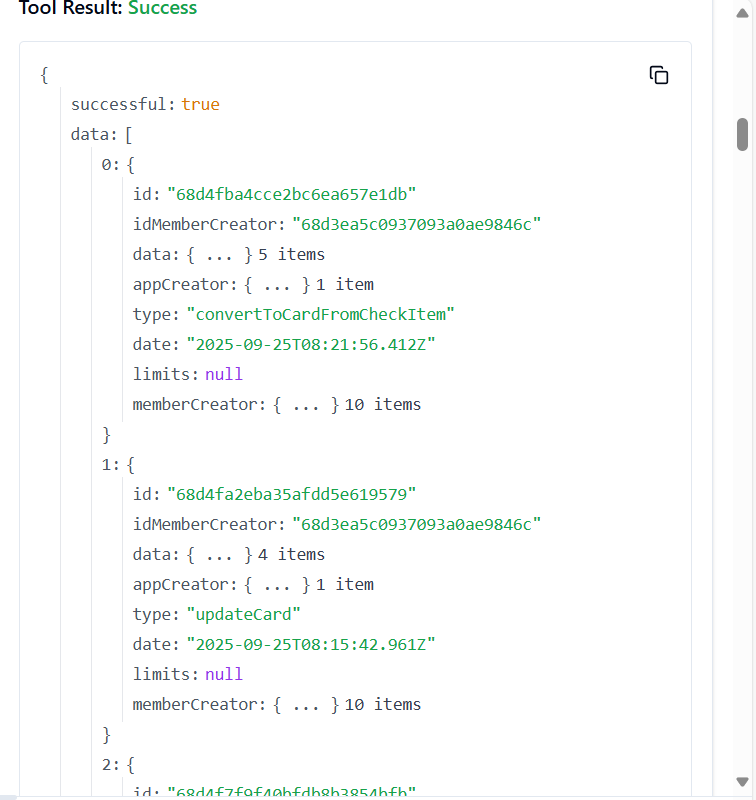 Tool Result: Success
{
successful: true
data: [
0: {
id: "68d4fba4cce2bc6ea657e1db"
idMemberCreator: "68d3ea5c0937093a0ae9846c"
data: { ... } 5 items
appCreator: { ... } 1 item
type: "convertToCardFromCheckItem"
date: "2025-09-25T08:21:56.412Z"
limits: null
memberCreator: { ... } 10 items
}
1: {
id: "68d4fa2eba35afdd5e619579"
idMemberCreator: "68d3ea5c0937093a0ae9846c"
data: { ... } 4 items
appCreator: { ... } 1 item
type: "updateCard"
date: "2025-09-25T08:15:42.961Z"
limits: null
memberCreator: { ... } 10 items
}
2: {
id: